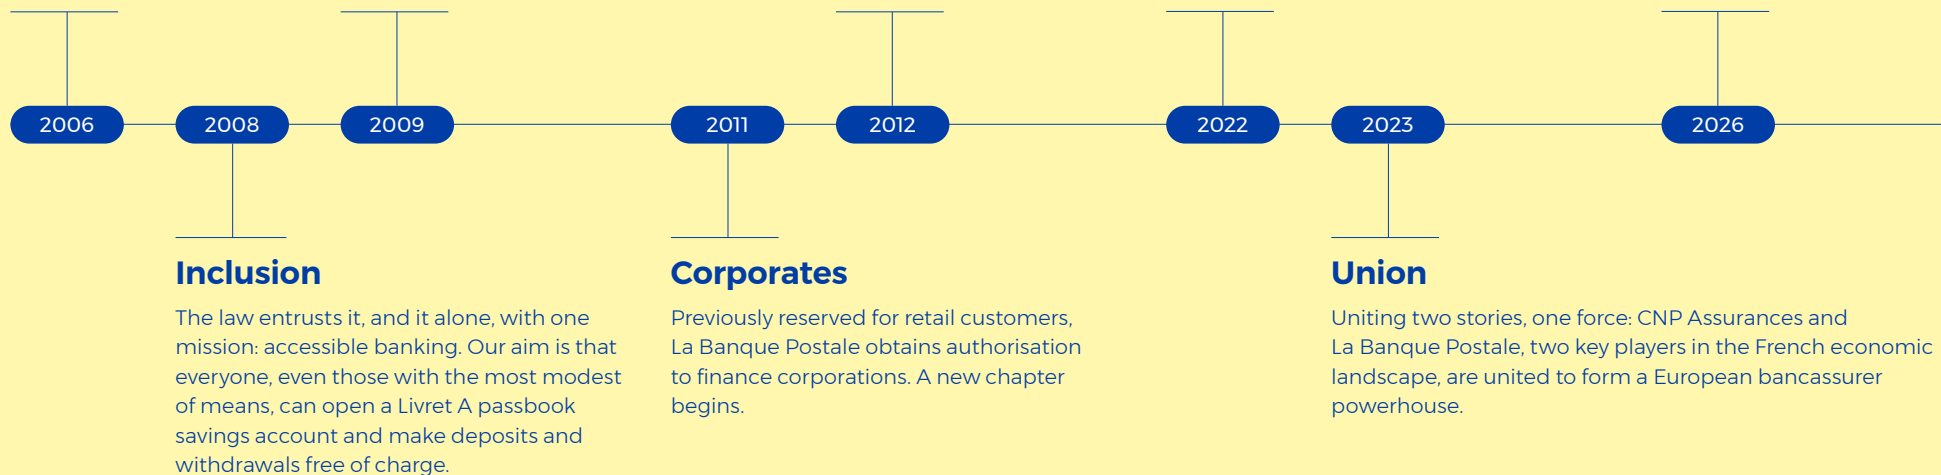 2006
2008
2009
2011
2012
2022
2023
2026
Inclusion
The law entrusts it, and it alone, with one
mission: accessible banking. Our aim is that
everyone, even those with the most modest
of means, can open a Livret A passbook
savings account and make deposits and
withdrawals free of charge.
Corporates
Previously reserved for retail customers,
La Banque Postale obtains authorisation
to finance corporations. A new chapter
begins.
Union
Uniting two stories, one force: CNP Assurances and
La Banque Postale, two key players in the French economic
landscape, are united to form a European bancassurer
powerhouse.